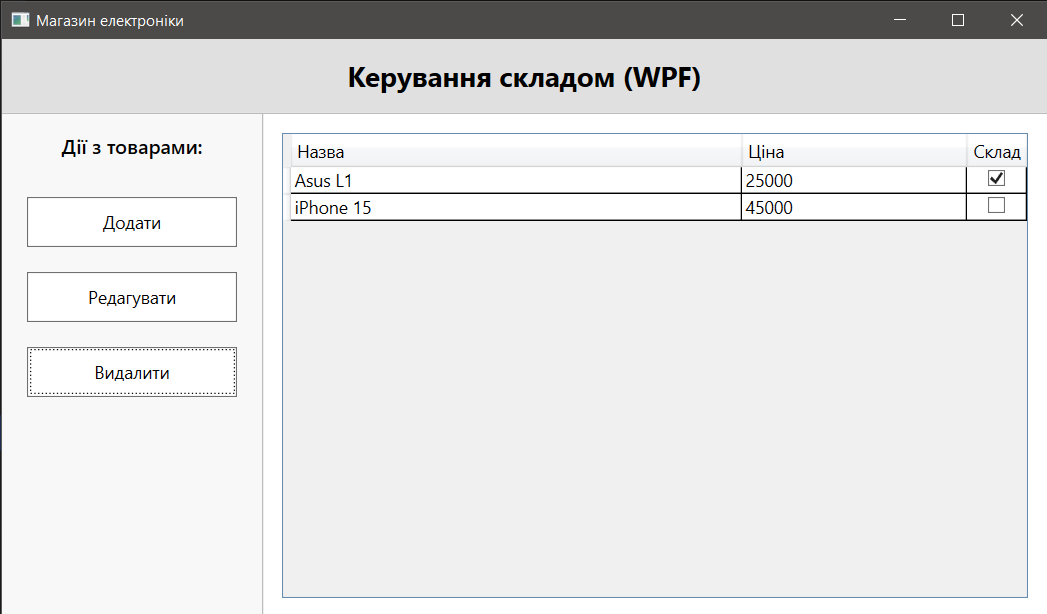 Магазин електроніки
Керування складом (WPF)
Дії з товарами:
Додати
Редагувати
Видалити
Назва Ціна Склад
Asus L1 25000
iPhone 15 45000